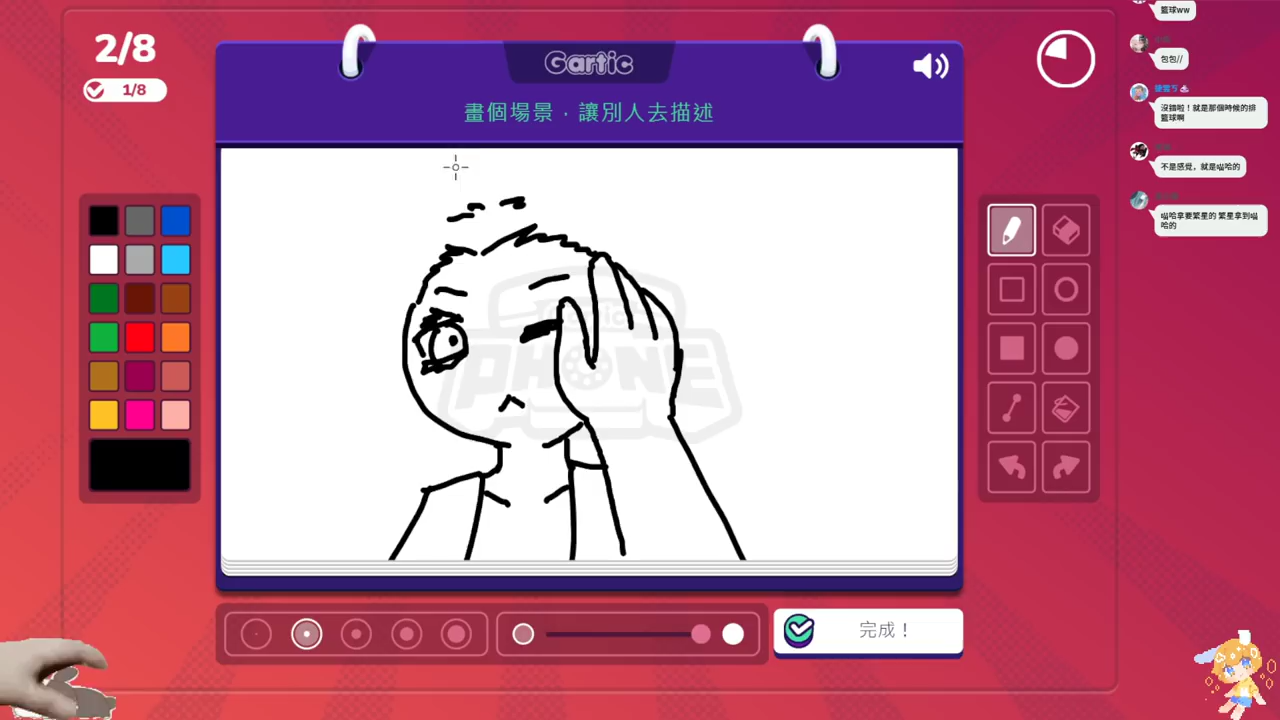 2/8
1/8
Gartic
畫個場景，讓別人去描述
PHONE
完成！
籃球ww
包包//
沒錯啦！就是那個時候的排
籃球啊
不是感覺，就是喵哈的
喵哈拿要繁星的 繁星拿到喵
哈的